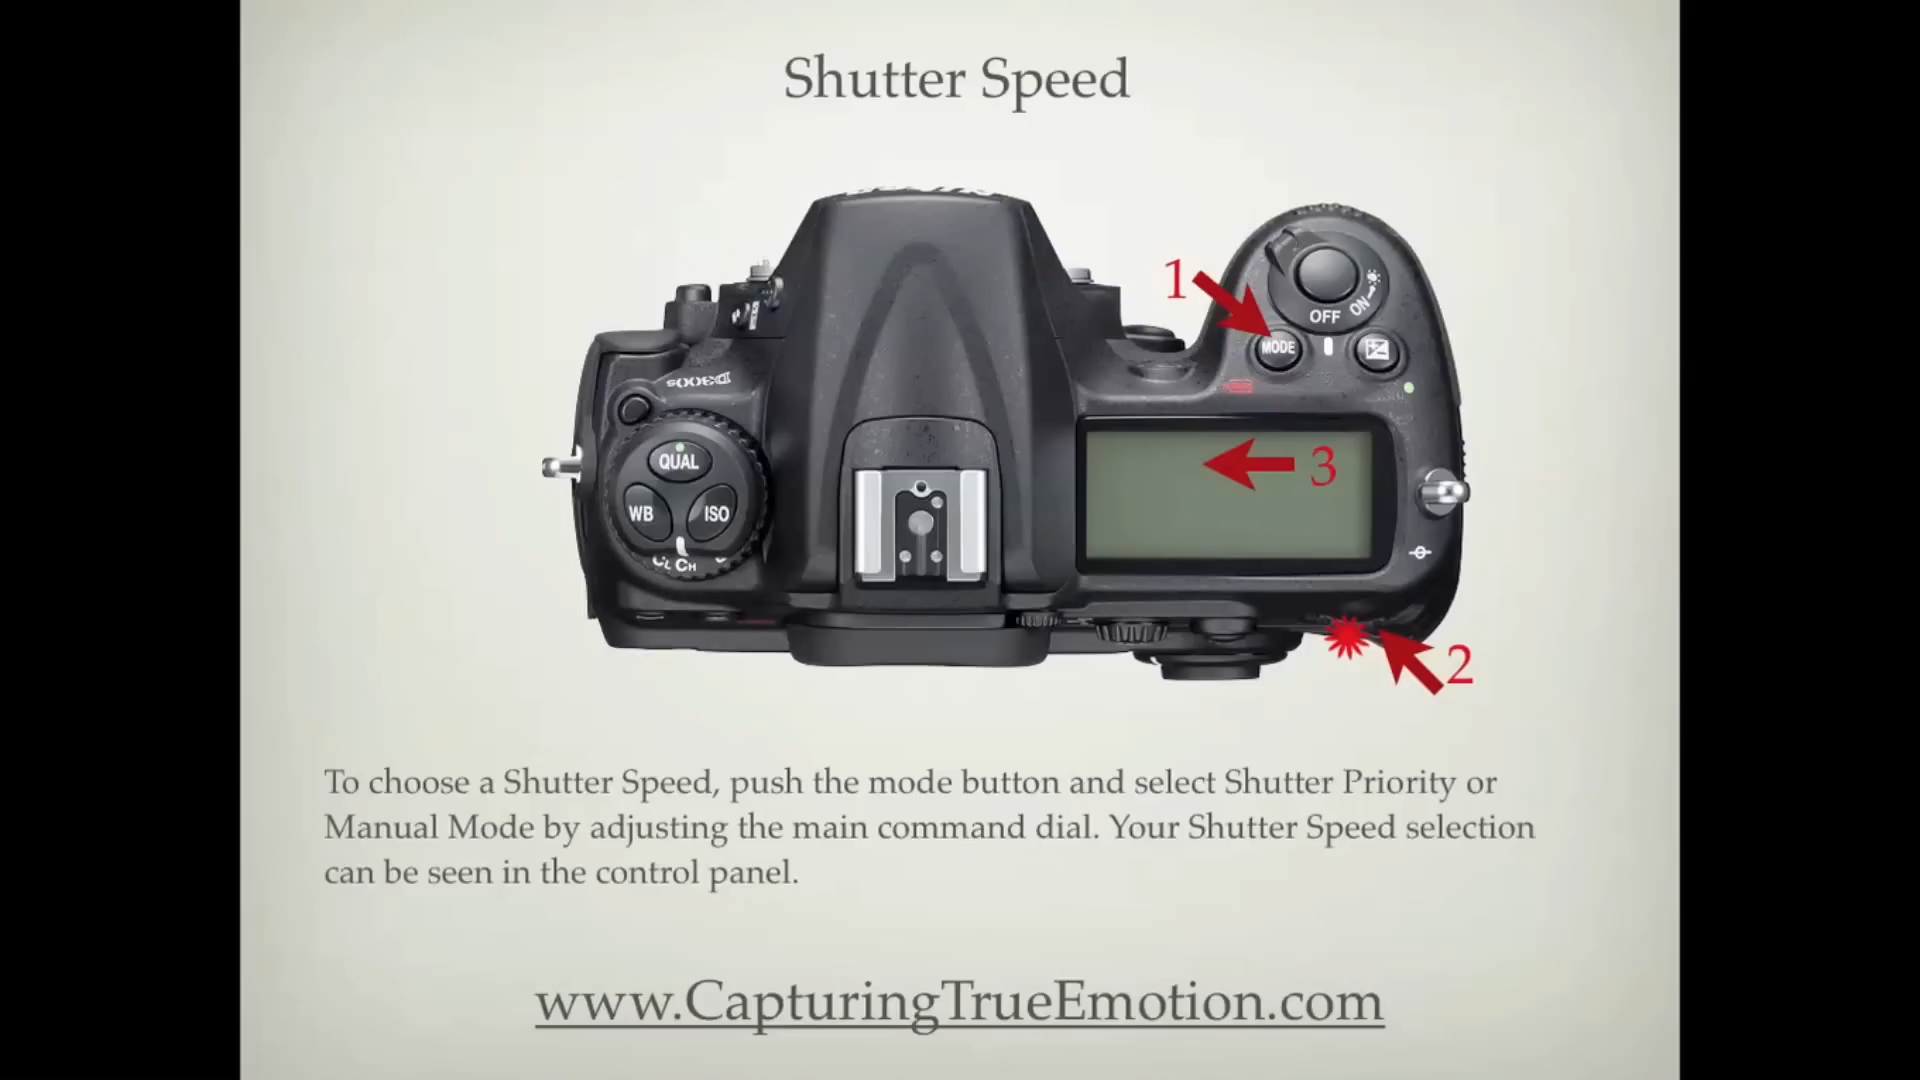 Shutter Speed
1
ON
OFF
MODE
D300s
QUAL
3
WB
ISO
CL CH
2
To choose a Shutter Speed, push the mode button and select Shutter Priority or
Manual Mode by adjusting the main command dial. Your Shutter Speed selection
can be seen in the control panel.
www.CapturingTrueEmotion.com